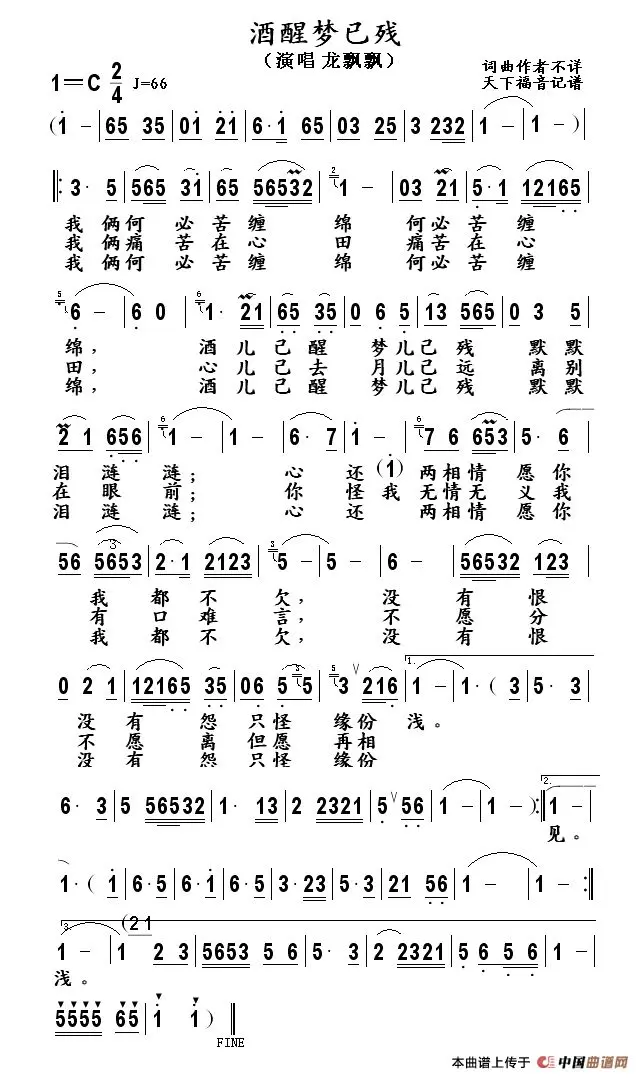 酒醒梦已残
（演唱 龙飘飘）
1=C 2/4 J=66
词曲作者不详
天下福音记谱
(1 – | 65 35 | 01 21 | 6·1 65 | 03 25 | 3 232 | 1 – | 1 – )
3· 5 | 565 31 | 65 56532 | 1 – | 03 21 | 5·1 12165
我俩何必苦缠绵 何必苦缠
我俩痛苦在心田 痛苦在心
我俩何必苦缠绵 何必苦缠
6 – | 6 0 | 1· 21 | 65 35 | 0 6 5 | 13 565 | 0 3 5
绵， 酒儿己醒 梦儿己残 默默
田， 心儿己去 月儿己远 离别
绵， 酒儿己醒 梦儿己残 默默
2 1 656 | 1 – | 1 – | 6· 7 | 1· (1) | 7 6 653 | 5· 6
泪涟涟； 心还 两相情愿你
在眼前； 你怪我无情无义我
泪涟涟； 心还 两相情愿你
56 5653 | 2·1 2123 | 5 – | 5 – | 6 – | 56532 123
我都不欠， 没有恨
有口难言， 不愿分
我都不欠， 没有恨
0 2 1 | 12165 35 | 06 5 5 | 3 216 | 1. 1 – | 1·( 3 | 5·3
没有怨只怪缘份浅。
不愿离但愿再相
没有怨只怪缘份
6· 3 | 5 56532 | 1· 13 | 2 2321 | 5 56 | 1 – | 1 – ) :| 2. 1 –
见。
1·( 1 | 6·5 | 6·1 | 6·5 | 3·23 | 5·3 | 21 56 | 1 – | 1 – :|
3. 1 – | (21 1 2 3 | 5653 5·5 | 3·3 | 2 2321 | 5·6 5 6
浅。
5555 65 | 1 1 ) ‖
FINE
本曲谱上传于 中国曲谱网